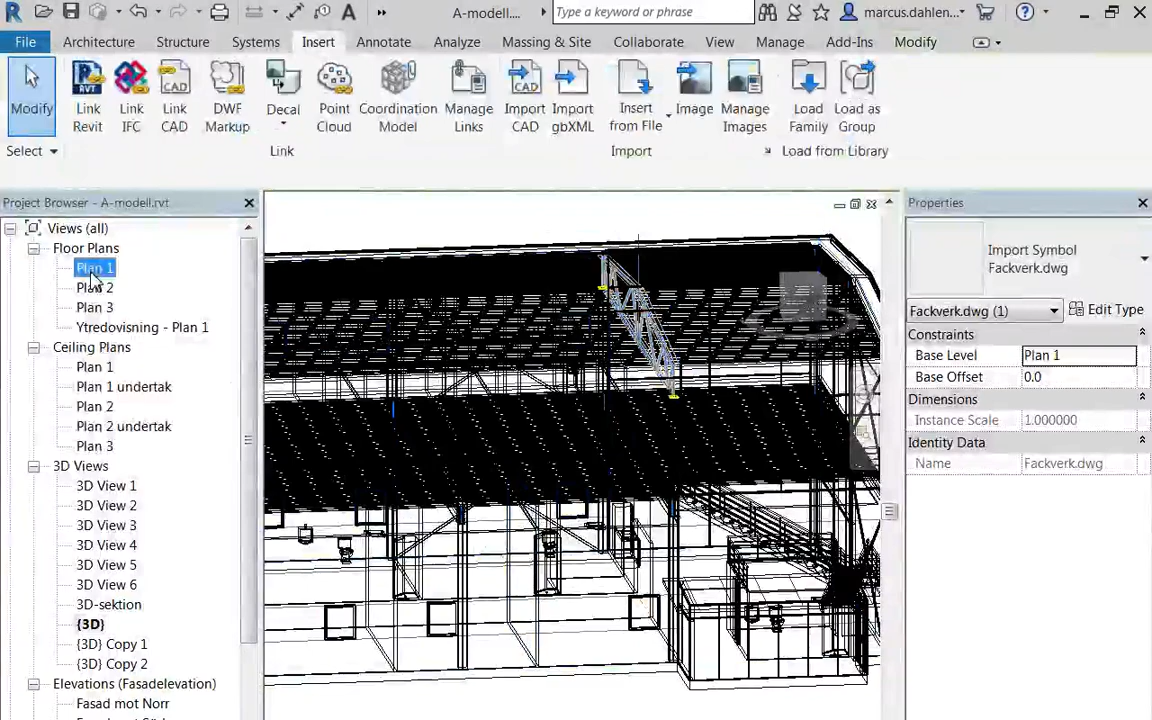 A-modell....
Type a keyword or phrase
marcus.dahlen...
File
Architecture
Structure
Systems
Insert
Annotate
Analyze
Massing & Site
Collaborate
View
Manage
Add-Ins
Modify
Modify
Link
Revit
Link
IFC
Link
CAD
DWF
Markup
Decal
Point
Cloud
Coordination
Model
Manage
Links
Import
CAD
Import
gbXML
Insert
from File
Image
Manage
Images
Load
Family
Load as
Group
Select
Link
Import
Load from Library
Project Browser - A-modell.rvt
Views (all)
Floor Plans
Plan 1
Plan 2
Plan 3
Ytredovisning - Plan 1
Ceiling Plans
Plan 1
Plan 1 undertak
Plan 2
Plan 2 undertak
Plan 3
3D Views
3D View 1
3D View 2
3D View 3
3D View 4
3D View 5
3D View 6
3D-sektion
{3D}
{3D} Copy 1
{3D} Copy 2
Elevations (Fasadelevation)
Fasad mot Norr
Properties
Import Symbol
Fackverk.dwg
Fackverk.dwg (1)
Edit Type
Constraints
Base Level
Plan 1
Base Offset
0.0
Dimensions
Instance Scale
1.000000
Identity Data
Name
Fackverk.dwg